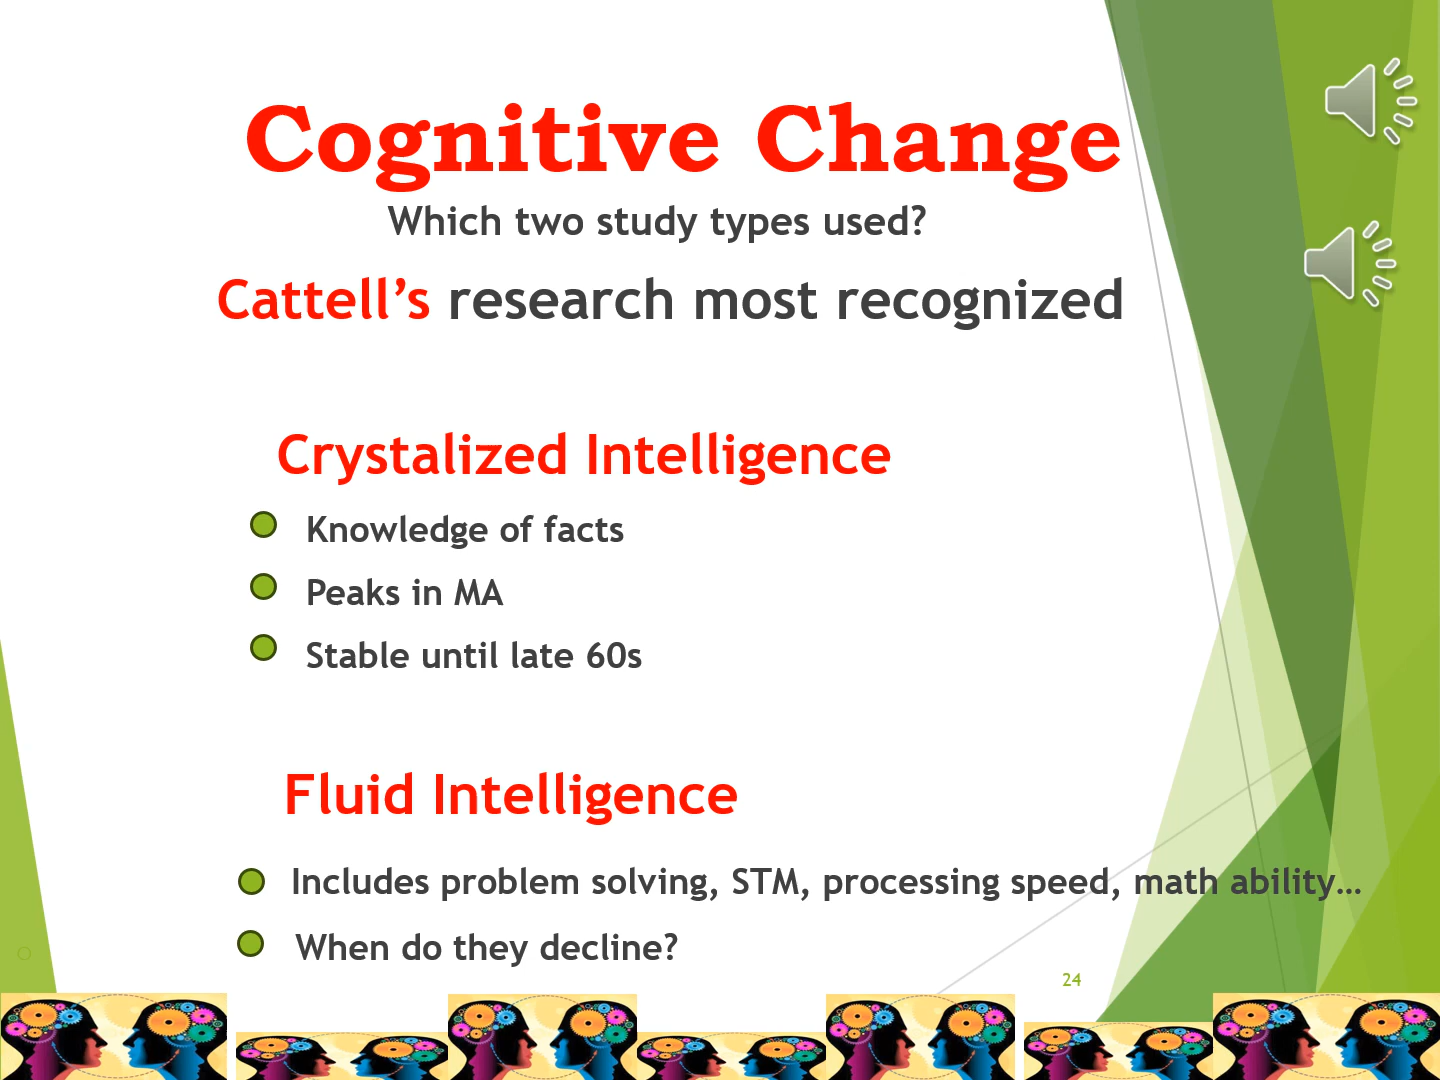 Cognitive Change
Which two study types used?
Cattell’s research most recognized
Crystalized Intelligence
Knowledge of facts
Peaks in MA
Stable until late 60s
Fluid Intelligence
Includes problem solving, STM, processing speed, math ability…
When do they decline?
24